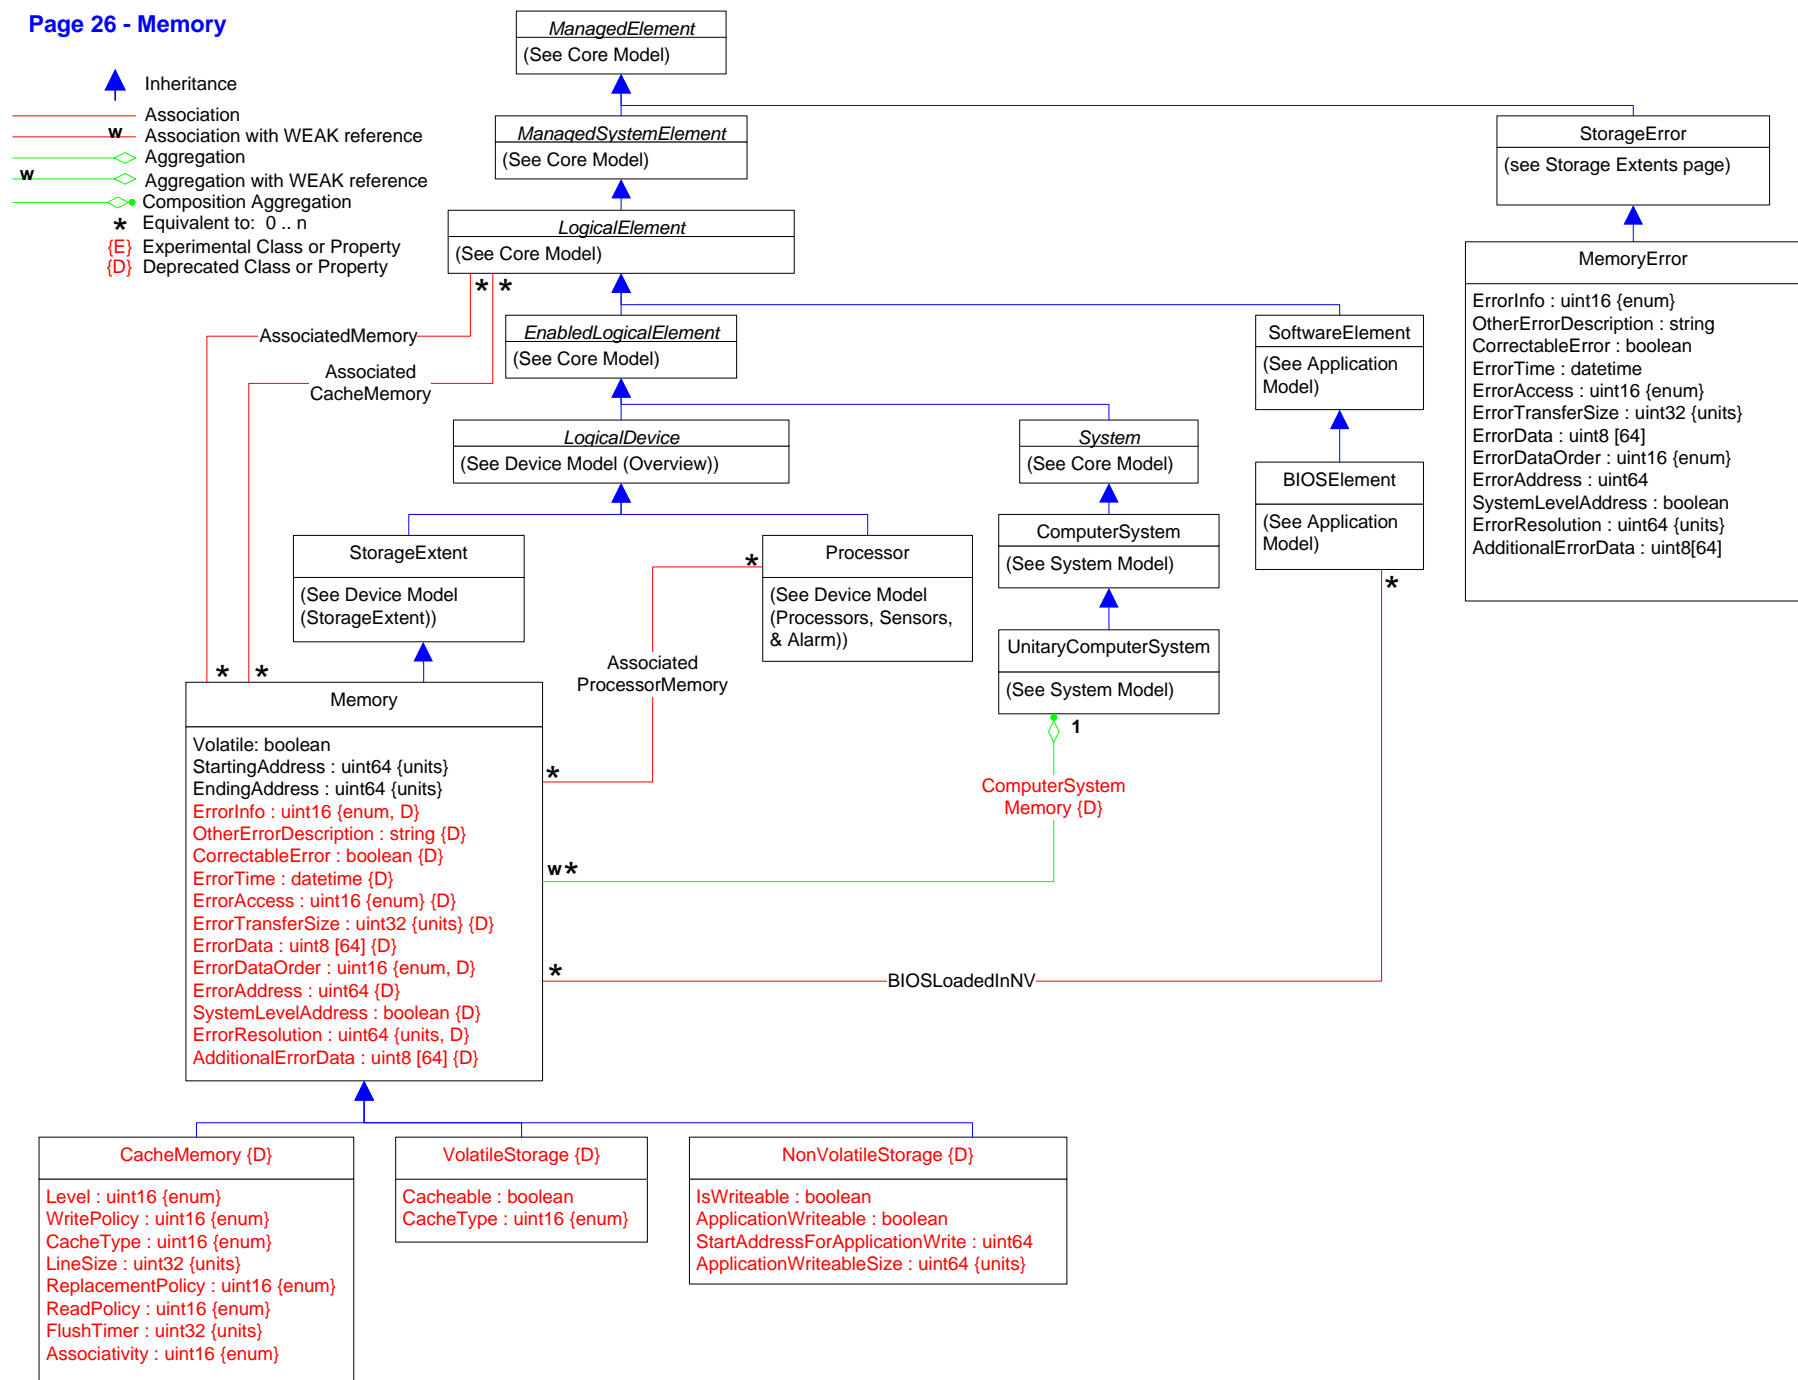 Page 26 - Memory
Inheritance
Association
w
Association with WEAK reference
Aggregation
w
Aggregation with WEAK reference
Composition Aggregation
* Equivalent to: 0 .. n
{E} Experimental Class or Property
{D} Deprecated Class or Property
ManagedElement
(See Core Model)
ManagedSystemElement
(See Core Model)
StorageError
(see Storage Extents page)
LogicalElement
(See Core Model)
* *
MemoryError
ErrorInfo : uint16 {enum}
OtherErrorDescription : string
CorrectableError : boolean
ErrorTime : datetime
ErrorAccess : uint16 {enum}
ErrorTransferSize : uint32 {units}
ErrorData : uint8 [64]
ErrorDataOrder : uint16 {enum}
ErrorAddress : uint64
SystemLevelAddress : boolean
ErrorResolution : uint64 {units}
AdditionalErrorData : uint8[64]
AssociatedMemory
Associated
CacheMemory
EnabledLogicalElement
(See Core Model)
SoftwareElement
(See Application
Model)
LogicalDevice
(See Device Model (Overview))
System
(See Core Model)
BIOSElement
(See Application
Model)
*
StorageExtent
(See Device Model
(StorageExtent))
*
Processor
(See Device Model
(Processors, Sensors,
& Alarm))
ComputerSystem
(See System Model)
UnitaryComputerSystem
(See System Model)
1
Associated
ProcessorMemory
* *
Memory
Volatile: boolean
StartingAddress : uint64 {units}
EndingAddress : uint64 {units}
ErrorInfo : uint16 {enum, D}
OtherErrorDescription : string {D}
CorrectableError : boolean {D}
ErrorTime : datetime {D}
ErrorAccess : uint16 {enum} {D}
ErrorTransferSize : uint32 {units} {D}
ErrorData : uint8 [64] {D}
ErrorDataOrder : uint16 {enum, D}
ErrorAddress : uint64 {D}
SystemLevelAddress : boolean {D}
ErrorResolution : uint64 {units, D}
AdditionalErrorData : uint8 [64] {D}
*
ComputerSystem
Memory {D}
w*
*
BIOSLoadedInNV
CacheMemory {D}
Level : uint16 {enum}
WritePolicy : uint16 {enum}
CacheType : uint16 {enum}
LineSize : uint32 {units}
ReplacementPolicy : uint16 {enum}
ReadPolicy : uint16 {enum}
FlushTimer : uint32 {units}
Associativity : uint16 {enum}
VolatileStorage {D}
Cacheable : boolean
CacheType : uint16 {enum}
NonVolatileStorage {D}
IsWriteable : boolean
ApplicationWriteable : boolean
StartAddressForApplicationWrite : uint64
ApplicationWriteableSize : uint64 {units}